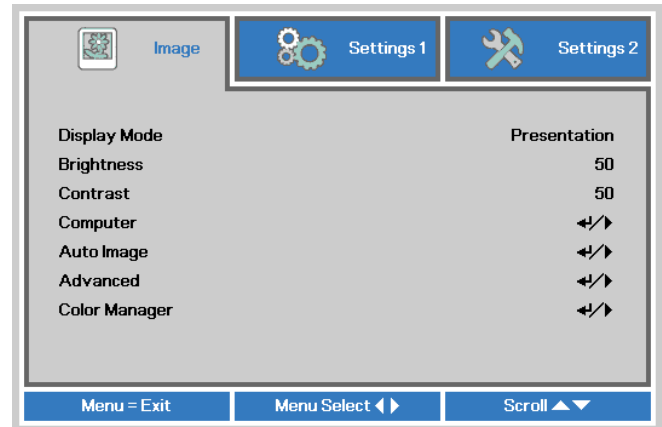 Image Settings 1 Settings 2
Display Mode Presentation
Brightness 50
Contrast 50
Computer ↵/▶
Auto Image ↵/▶
Advanced ↵/▶
Color Manager ↵/▶
Menu = Exit Menu Select ◀▶ Scroll ▲▼